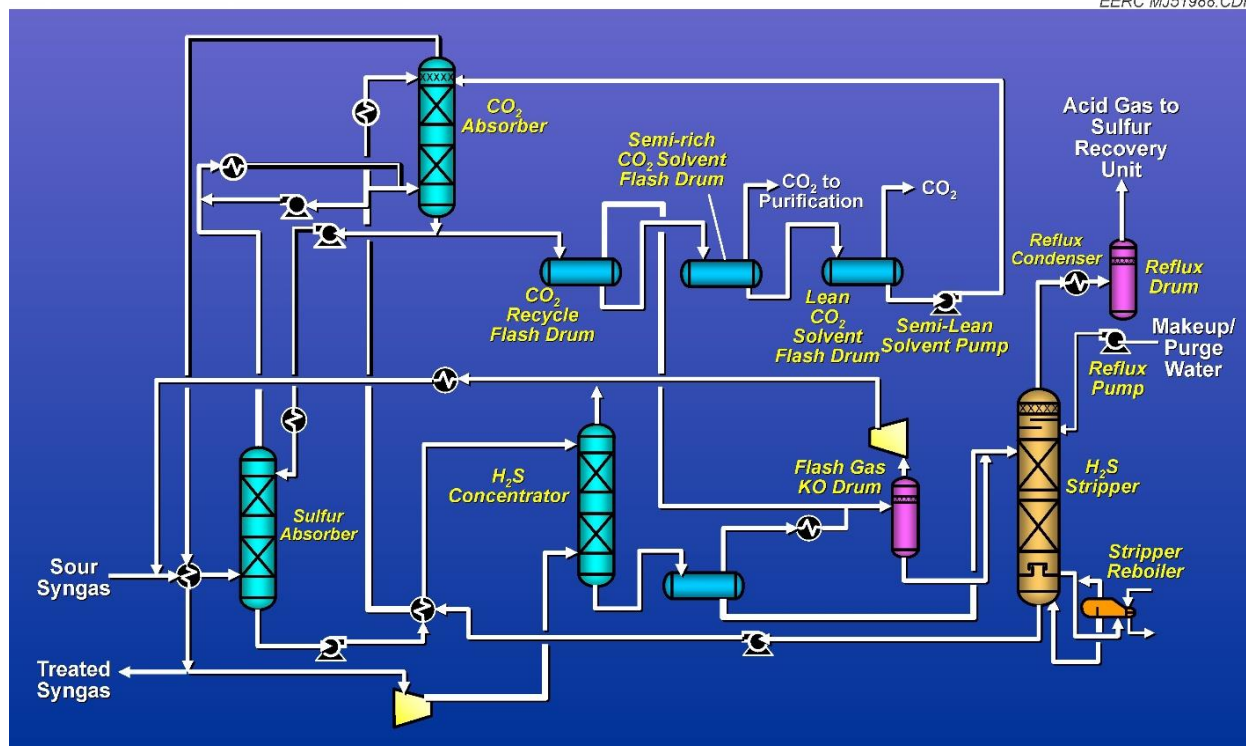 EERC MJ51988.CDR
CO₂
Absorber
Semi-rich
CO₂ Solvent
Flash Drum
CO₂ to
Purification
CO₂
Acid Gas to
Sulfur
Recovery
Unit
Reflux
Condenser
Reflux
Drum
CO₂
Recycle
Flash Drum
Lean
CO₂
Solvent
Flash Drum
Semi-Lean
Solvent Pump
Makeup/
Purge
Water
Reflux
Pump
H₂S
Concentrator
Flash Gas
KO Drum
H₂S
Stripper
Sulfur
Absorber
Sour
Syngas
Stripper
Reboiler
Treated
Syngas